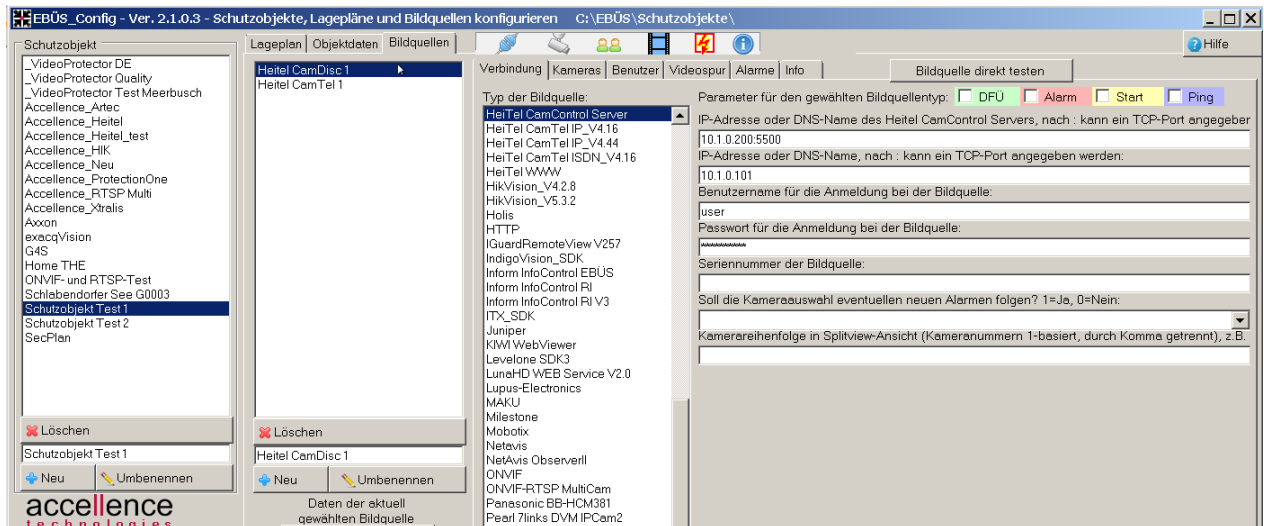 EBÜS_Config - Ver. 2.1.0.3 - Schutzobjekte, Lagepläne und Bildquellen konfigurieren C:\EBÜS\Schutzobjekte\
Schutzobjekt
_VideoProtector DE
_VideoProtector Quality
_VideoProtector Test Meerbusch
Accellence_Artec
Accellence_Heitel
Accellence_Heitel_test
Accellence_HIK
Accellence_Neu
Accellence_ProtectionOne
Accellence_RTSP Multi
Accellence_Xtralis
Axxon
exacqVision
G4S
Home THE
ONVIF- und RTSP-Test
Schlabendorfer See G0003
Schutzobjekt Test 1
Schutzobjekt Test 2
SecPlan
Löschen
Schutzobjekt Test 1
Neu Umbenennen
accellence
technologies
Lageplan Objektdaten Bildquellen
Heitel CamDisc 1
Heitel CamTel 1
Löschen
Heitel CamDisc 1
Neu Umbenennen
Daten der aktuell
gewählten Bildquelle
Hilfe
Verbindung Kameras Benutzer Videospur Alarme Info
Bildquelle direkt testen
Typ der Bildquelle:
HeiTel CamControl Server
HeiTel CamTel IP_V4.16
HeiTel CamTel IP_V4.44
HeiTel CamTel ISDN_V4.16
HeiTel WWW
HikVision_V4.2.8
HikVision_V5.3.2
Holis
HTTP
IGuardRemoteView V257
IndigoVision_SDK
Inform InfoControl EBÜS
Inform InfoControl RI
Inform InfoControl RI V3
ITX_SDK
Juniper
KIWI WebViewer
Levelone SDK3
LunaHD WEB Service V2.0
Lupus-Electronics
MAKU
Milestone
Mobotix
Netavis
NetAvis ObserverII
ONVIF
ONVIF-RTSP MultiCam
Panasonic BB-HCM381
Pearl 7links DVM IPCam2
Parameter für den gewählten Bildquellentyp: DFÜ Alarm Start Ping
IP-Adresse oder DNS-Name des Heitel CamControl Servers, nach : kann ein TCP-Port angegeber
10.1.0.200:5500
IP-Adresse oder DNS-Name, nach : kann ein TCP-Port angegeben werden:
10.1.0.101
Benutzername für die Anmeldung bei der Bildquelle:
user
Passwort für die Anmeldung bei der Bildquelle:
**********
Seriennummer der Bildquelle:
Soll die Kameraauswahl eventuellen neuen Alarmen folgen? 1=Ja, 0=Nein:
Kamerareihenfolge in Splitview-Ansicht (Kameranummern 1-basiert, durch Komma getrennt), z.B.